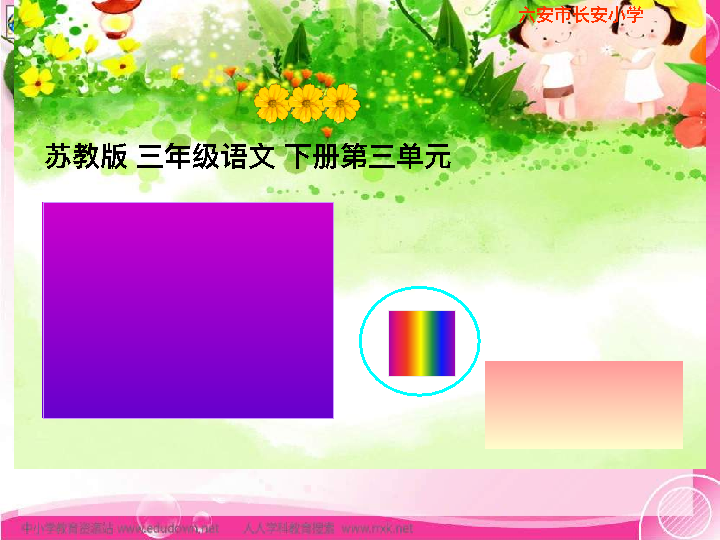 六安市长安小学
苏教版 三年级语文 下册第三单元
中小学教育资源站 www.edudown.net 人人学科教育搜索 www.rrxk.net